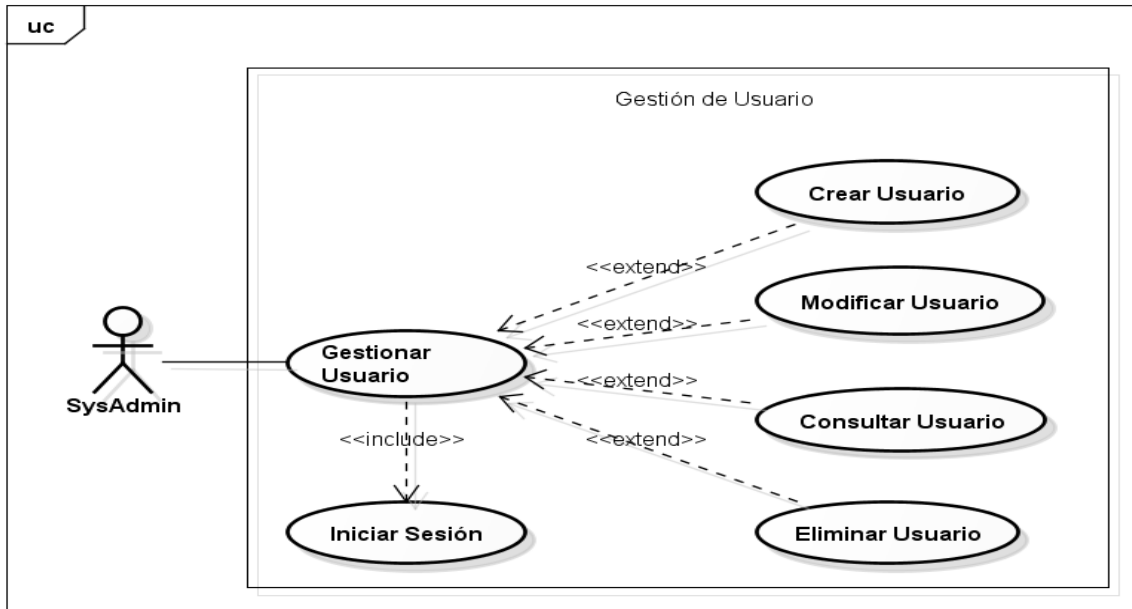 uc
Gestión de Usuario
Crear Usuario
<<extend>>
Modificar Usuario
<<extend>>
Gestionar
Usuario
SysAdmin
<<extend>>
Consultar Usuario
<<include>>
<<extend>>
Iniciar Sesión
Eliminar Usuario